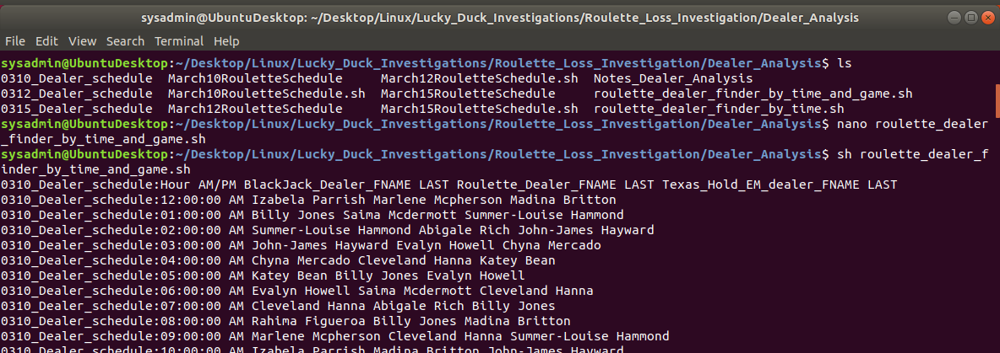 sysadmin@UbuntuDesktop: ~/Desktop/Linux/Lucky_Duck_Investigations/Roulette_Loss_Investigation/Dealer_Analysis
File Edit View Search Terminal Help
sysadmin@UbuntuDesktop:~/Desktop/Linux/Lucky_Duck_Investigations/Roulette_Loss_Investigation/Dealer_Analysis$ ls
0310_Dealer_schedule March10RouletteSchedule March12RouletteSchedule.sh Notes_Dealer_Analysis
0312_Dealer_schedule March10RouletteSchedule.sh March15RouletteSchedule roulette_dealer_finder_by_time_and_game.sh
0315_Dealer_schedule March12RouletteSchedule March15RouletteSchedule.sh roulette_dealer_finder_by_time.sh
sysadmin@UbuntuDesktop:~/Desktop/Linux/Lucky_Duck_Investigations/Roulette_Loss_Investigation/Dealer_Analysis$ nano roulette_dealer
_finder_by_time_and_game.sh
sysadmin@UbuntuDesktop:~/Desktop/Linux/Lucky_Duck_Investigations/Roulette_Loss_Investigation/Dealer_Analysis$ sh roulette_dealer_f
inder_by_time_and_game.sh
0310_Dealer_schedule:Hour AM/PM BlackJack_Dealer_FNAME LAST Roulette_Dealer_FNAME LAST Texas_Hold_EM_dealer_FNAME LAST
0310_Dealer_schedule:12:00:00 AM Izabela Parrish Marlene Mcpherson Madina Britton
0310_Dealer_schedule:01:00:00 AM Billy Jones Saima Mcdermott Summer-Louise Hammond
0310_Dealer_schedule:02:00:00 AM Summer-Louise Hammond Abigale Rich John-James Hayward
0310_Dealer_schedule:03:00:00 AM John-James Hayward Evalyn Howell Chyna Mercado
0310_Dealer_schedule:04:00:00 AM Chyna Mercado Cleveland Hanna Katey Bean
0310_Dealer_schedule:05:00:00 AM Katey Bean Billy Jones Evalyn Howell
0310_Dealer_schedule:06:00:00 AM Evalyn Howell Saima Mcdermott Cleveland Hanna
0310_Dealer_schedule:07:00:00 AM Cleveland Hanna Abigale Rich Billy Jones
0310_Dealer_schedule:08:00:00 AM Rahima Figueroa Billy Jones Madina Britton
0310_Dealer_schedule:09:00:00 AM Marlene Mcpherson Cleveland Hanna Summer-Louise Hammond
0310_Dealer_schedule:10:00:00 AM Izabela Parrish Madina Britton John-James Hayward